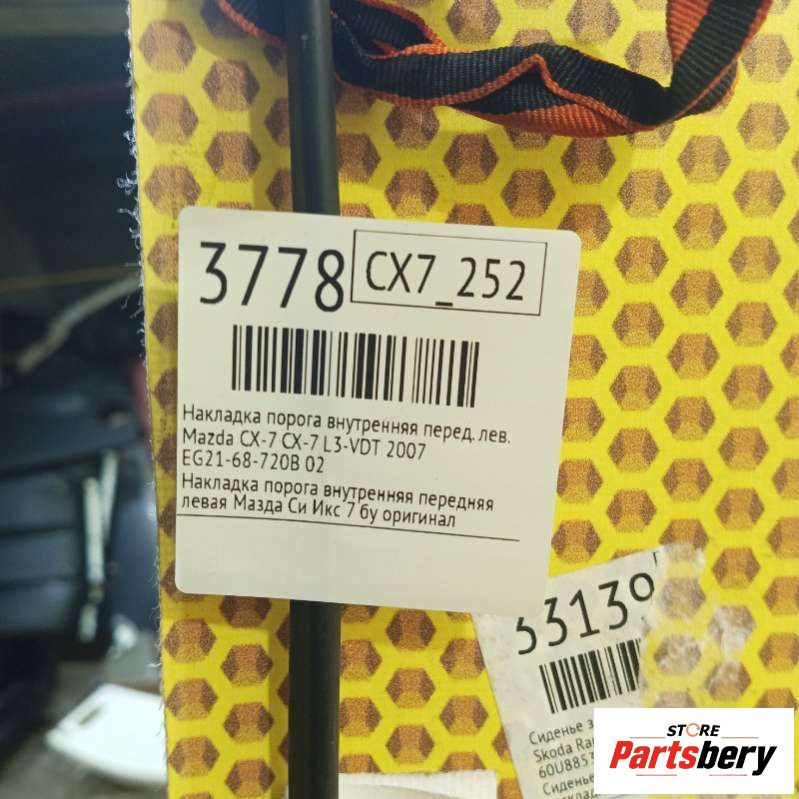 3778 CX7_252
Накладка порога внутренняя перед. лев.
Mazda CX-7 CX-7 L3-VDT 2007
EG21-68-720B 02
Накладка порога внутренняя передняя
левая Мазда Си Икс 7 бу оригинал
33139
Сиденье
Skoda
Сиденье
STORE
Partsbery